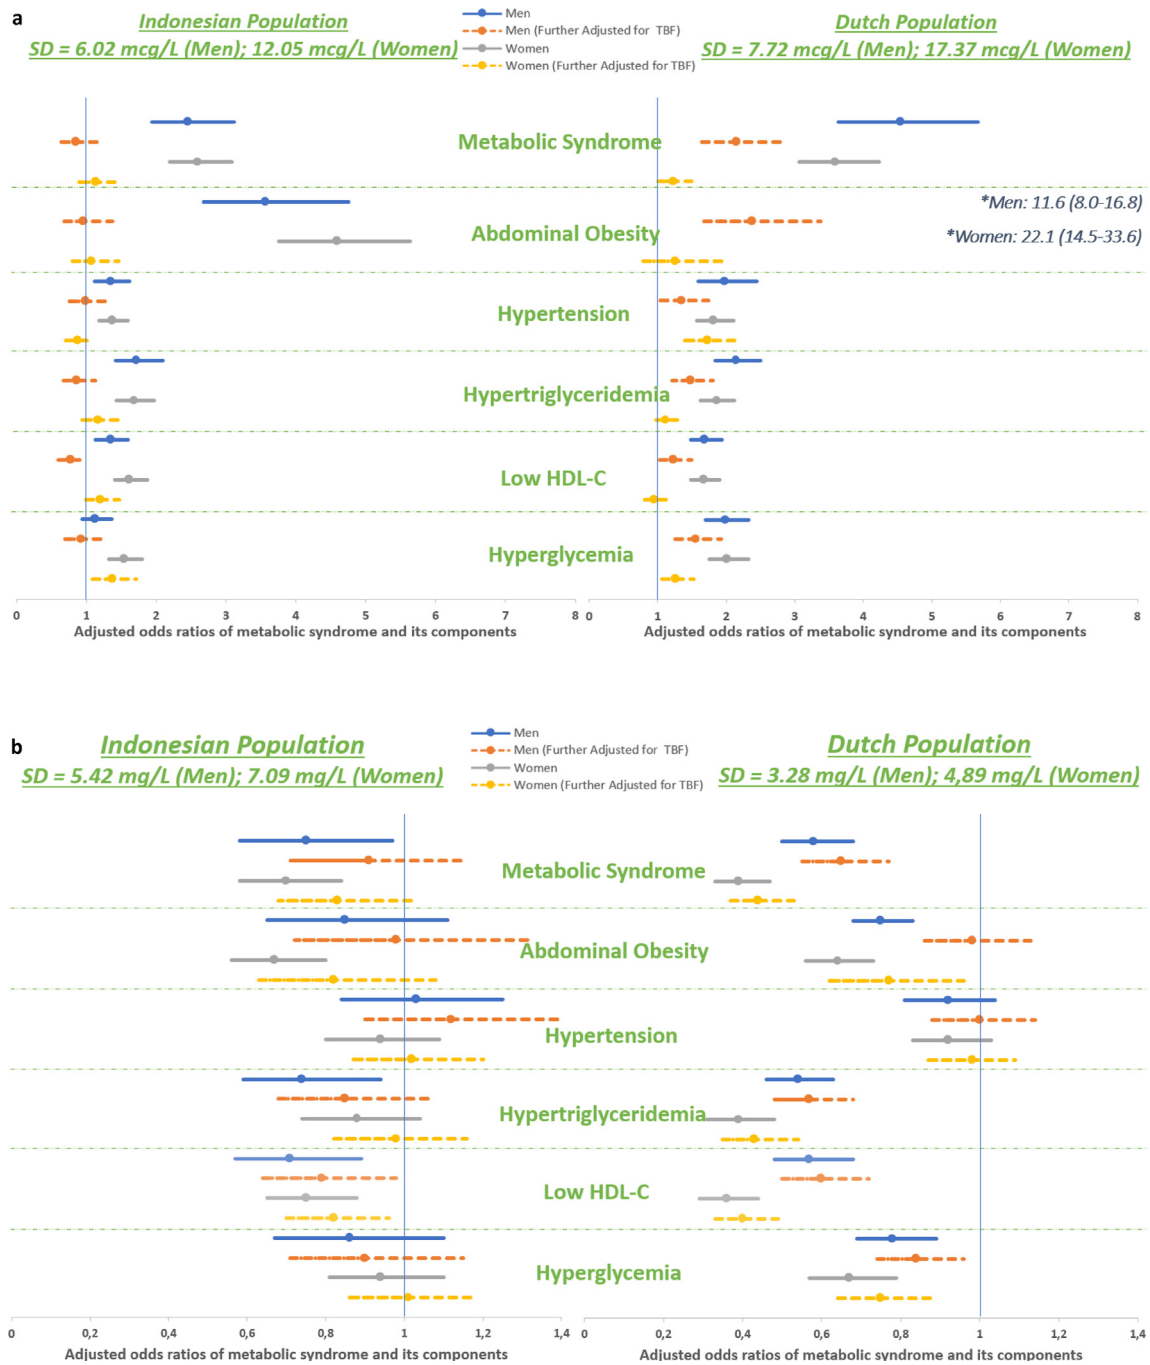 a
Indonesian Population
SD = 6.02 mcg/L (Men); 12.05 mcg/L (Women)
Men
Men (Further Adjusted for TBF)
Women
Women (Further Adjusted for TBF)
Dutch Population
SD = 7.72 mcg/L (Men); 17.37 mcg/L (Women)
Metabolic Syndrome
*Men: 11.6 (8.0-16.8)
Abdominal Obesity
*Women: 22.1 (14.5-33.6)
Hypertension
Hypertriglyceridemia
Low HDL-C
Hyperglycemia
0 1 2 3 4 5 6 7 8
0 1 2 3 4 5 6 7 8
Adjusted odds ratios of metabolic syndrome and its components
Adjusted odds ratios of metabolic syndrome and its components
b
Indonesian Population
SD = 5.42 mg/L (Men); 7.09 mg/L (Women)
Men
Men (Further Adjusted for TBF)
Women
Women (Further Adjusted for TBF)
Dutch Population
SD = 3.28 mg/L (Men); 4,89 mg/L (Women)
Metabolic Syndrome
Abdominal Obesity
Hypertension
Hypertriglyceridemia
Low HDL-C
Hyperglycemia
0 0,2 0,4 0,6 0,8 1 1,2 1,4
0 0,2 0,4 0,6 0,8 1 1,2 1,4
Adjusted odds ratios of metabolic syndrome and its components
Adjusted odds ratios of metabolic syndrome and its components